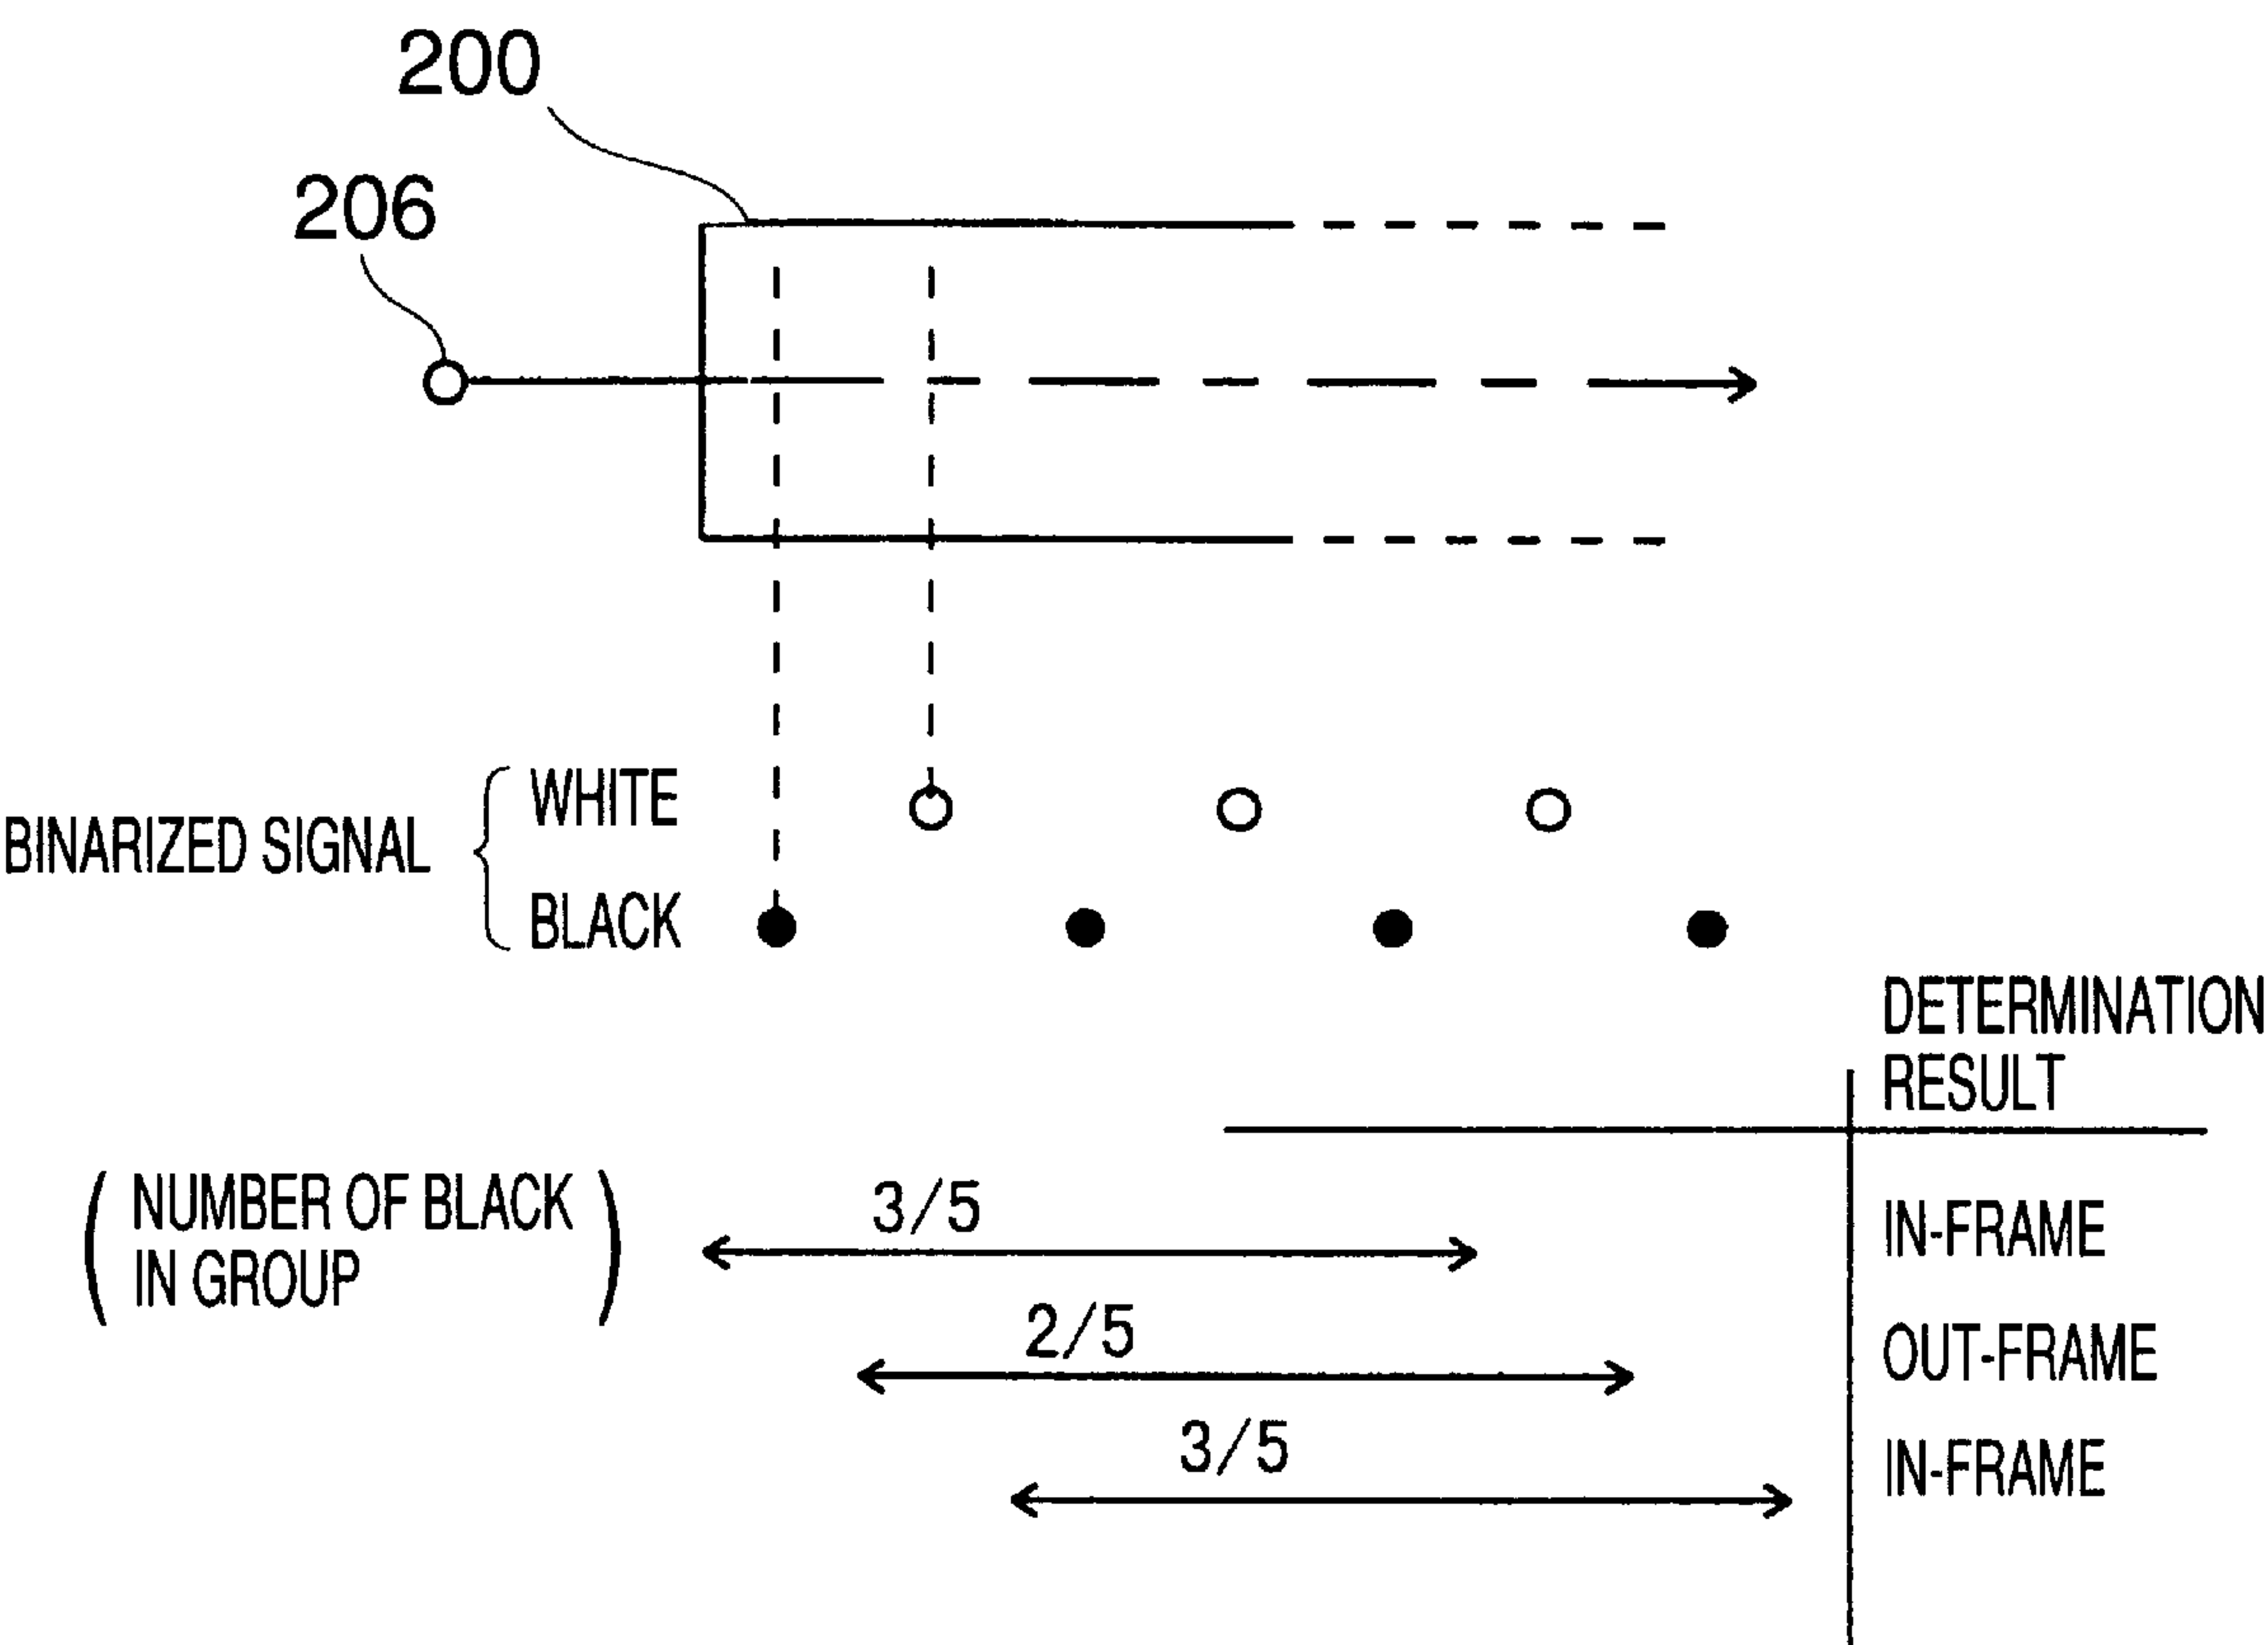 200
206
WHITE
BINARIZED SIGNAL
BLACK
DETERMINATION
RESULT
( NUMBER OF BLACK
IN GROUP )
3/5
IN-FRAME
2/5
OUT-FRAME
3/5
IN-FRAME